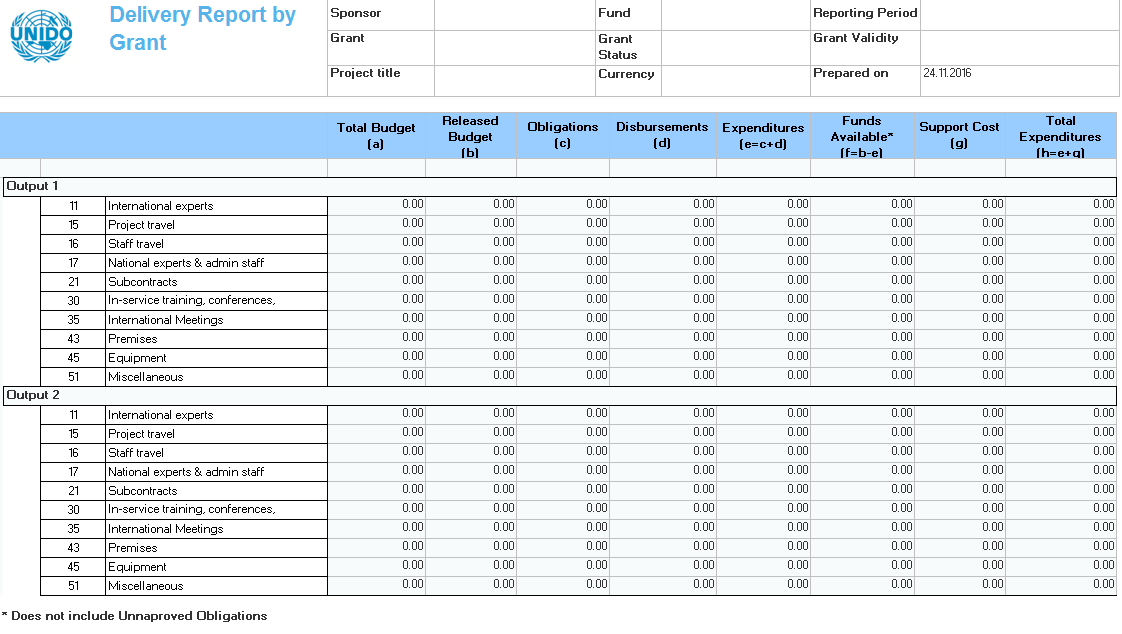 UNIDO
Delivery Report by
Grant
Sponsor Fund Reporting Period
Grant Grant Status Grant Validity
Project title Currency Prepared on 24.11.2016
Total Budget (a) Released Budget (b) Obligations (c) Disbursements (d) Expenditures (e=c+d) Funds Available* (f=b-e) Support Cost (g) Total Expenditures (h=e+g)
Output 1
11 International experts 0.00 0.00 0.00 0.00 0.00 0.00 0.00 0.00
15 Project travel 0.00 0.00 0.00 0.00 0.00 0.00 0.00 0.00
16 Staff travel 0.00 0.00 0.00 0.00 0.00 0.00 0.00 0.00
17 National experts & admin staff 0.00 0.00 0.00 0.00 0.00 0.00 0.00 0.00
21 Subcontracts 0.00 0.00 0.00 0.00 0.00 0.00 0.00 0.00
30 In-service training, conferences, 0.00 0.00 0.00 0.00 0.00 0.00 0.00 0.00
35 International Meetings 0.00 0.00 0.00 0.00 0.00 0.00 0.00 0.00
43 Premises 0.00 0.00 0.00 0.00 0.00 0.00 0.00 0.00
45 Equipment 0.00 0.00 0.00 0.00 0.00 0.00 0.00 0.00
51 Miscellaneous 0.00 0.00 0.00 0.00 0.00 0.00 0.00 0.00
Output 2
11 International experts 0.00 0.00 0.00 0.00 0.00 0.00 0.00 0.00
15 Project travel 0.00 0.00 0.00 0.00 0.00 0.00 0.00 0.00
16 Staff travel 0.00 0.00 0.00 0.00 0.00 0.00 0.00 0.00
17 National experts & admin staff 0.00 0.00 0.00 0.00 0.00 0.00 0.00 0.00
21 Subcontracts 0.00 0.00 0.00 0.00 0.00 0.00 0.00 0.00
30 In-service training, conferences, 0.00 0.00 0.00 0.00 0.00 0.00 0.00 0.00
35 International Meetings 0.00 0.00 0.00 0.00 0.00 0.00 0.00 0.00
43 Premises 0.00 0.00 0.00 0.00 0.00 0.00 0.00 0.00
45 Equipment 0.00 0.00 0.00 0.00 0.00 0.00 0.00 0.00
51 Miscellaneous 0.00 0.00 0.00 0.00 0.00 0.00 0.00 0.00
* Does not include Unnaproved Obligations